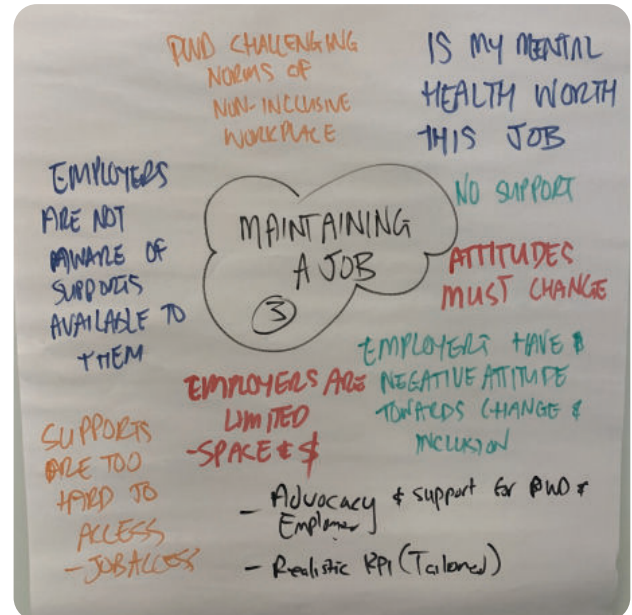 PWD CHALLENGING
NORMS OF
NON-INCLUSIVE
WORKPLACE
IS MY MENTAL
HEALTH WORTH
THIS JOB
EMPLOYERS
ARE NOT
AWARE OF
SUPPORTS
AVAILABLE TO
THEM
MAINTAINING
A JOB
3
NO SUPPORT
ATTITUDES
MUST CHANGE
EMPLOYERS HAVE
NEGATIVE ATTITUDE
TOWARDS CHANGE &
INCLUSION
EMPLOYERS ARE
LIMITED
- SPACE & $
SUPPORTS
ARE TOO
HARD TO
ACCESS
- JOBACCESS
- Advocacy & support for PWD &
Employer
- Realistic KPI (Tailored)